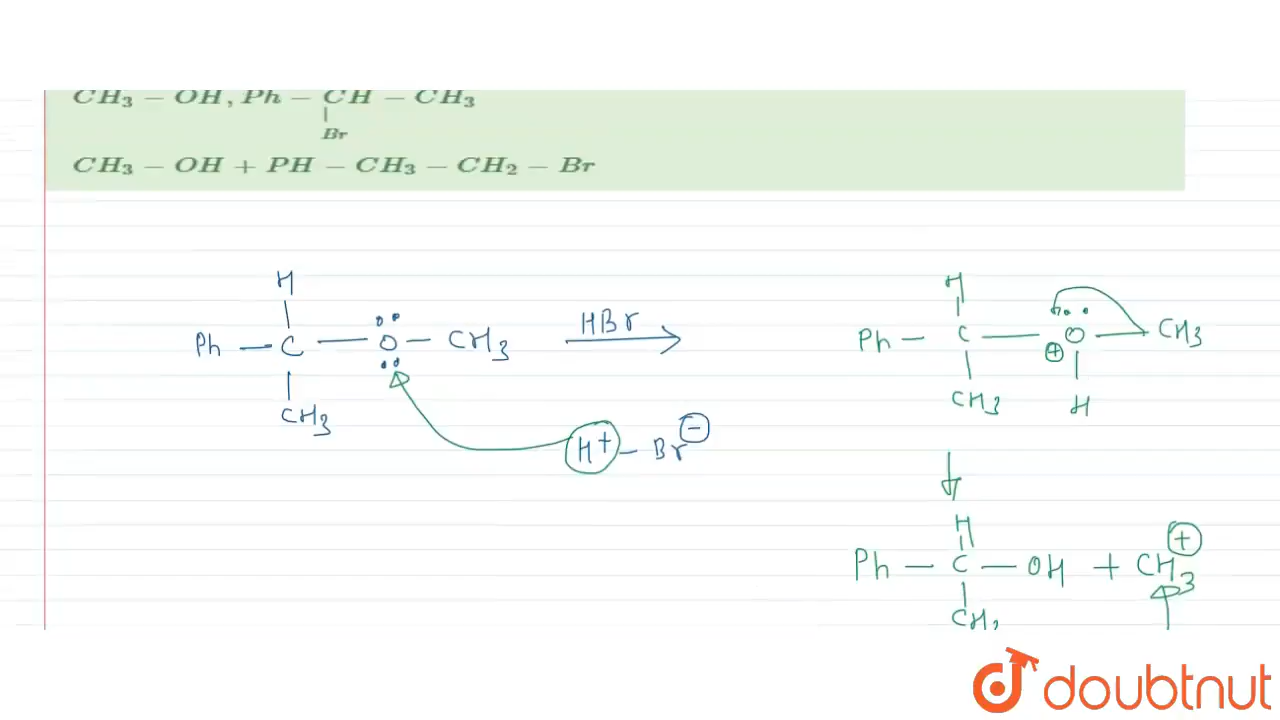 CH₃ − OH, Ph − CH − CH₃
|
Br
CH₃ − OH + PH − CH₃ − CH₂ − Br
H
Ph — C — O — CH₃
CH₃
HBr
H⁺ — Br ⊖
H
Ph — C — O — CH₃
⊕
CH₃ H
H
Ph — C — OH + CH₃ ⊕
CH₃
doubtnut